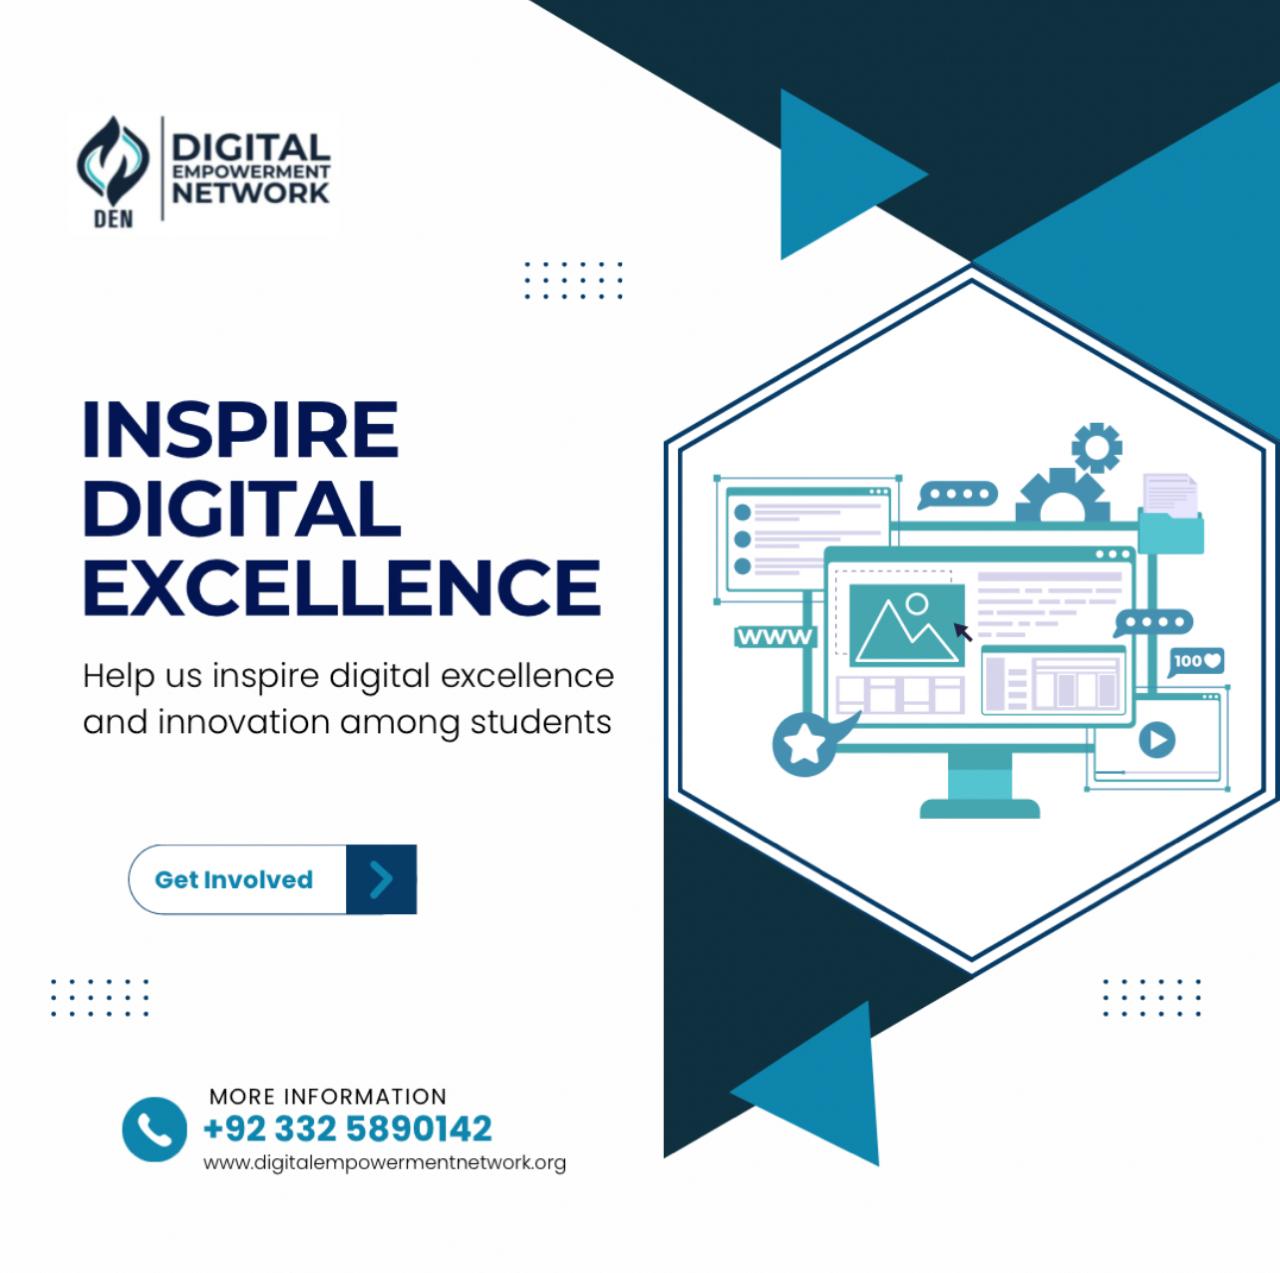 DEN
DIGITAL
EMPOWERMENT
NETWORK
INSPIRE
DIGITAL
EXCELLENCE
Help us inspire digital excellence
and innovation among students
WWW
100
Get Involved
MORE INFORMATION
+92 332 5890142
www.digitalempowermentnetwork.org